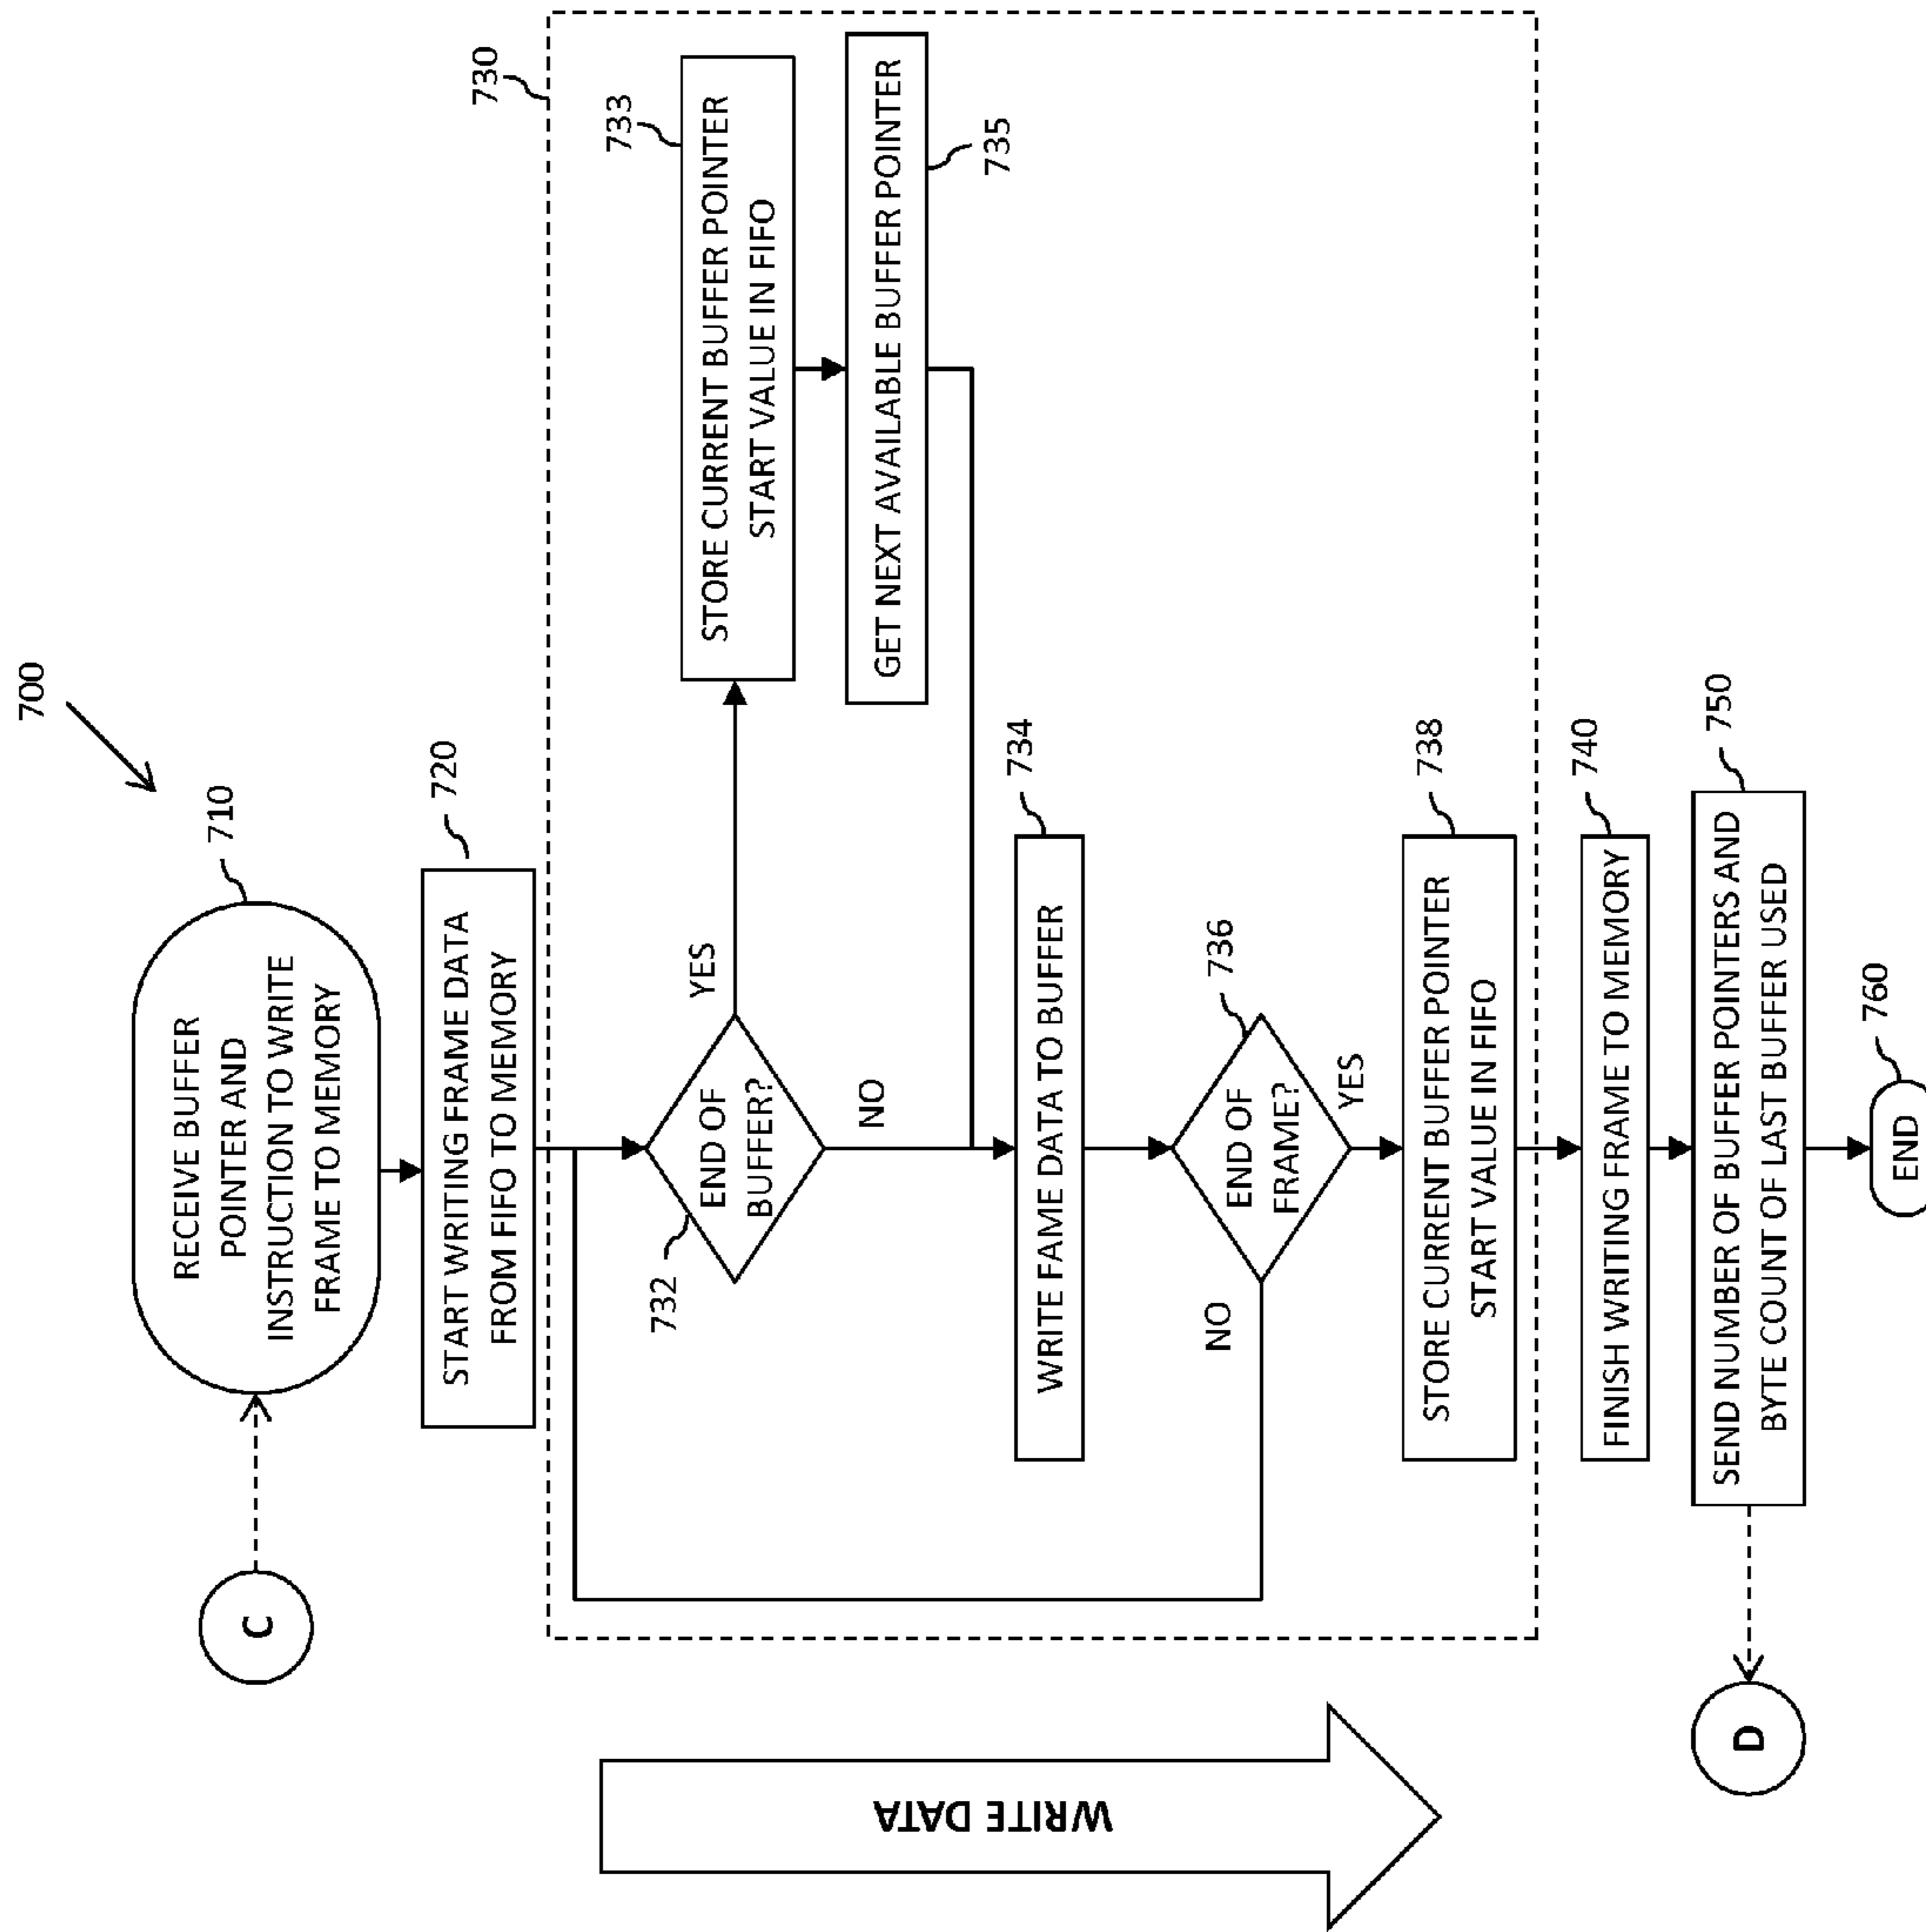 700
710
RECEIVE BUFFER
POINTER AND
INSTRUCTION TO WRITE
FRAME TO MEMORY
C
720
START WRITING FRAME DATA
FROM FIFO TO MEMORY
730
732
END OF
BUFFER?
YES
NO
733
STORE CURRENT BUFFER POINTER
START VALUE IN FIFO
GET NEXT AVAILABLE BUFFER POINTER
735
734
WRITE FAME DATA TO BUFFER
736
END OF
FRAME?
NO
YES
738
STORE CURRENT BUFFER POINTER
START VALUE IN FIFO
740
FINISH WRITING FRAME TO MEMORY
750
SEND NUMBER OF BUFFER POINTERS AND
BYTE COUNT OF LAST BUFFER USED
D
760
END
WRITE DATA